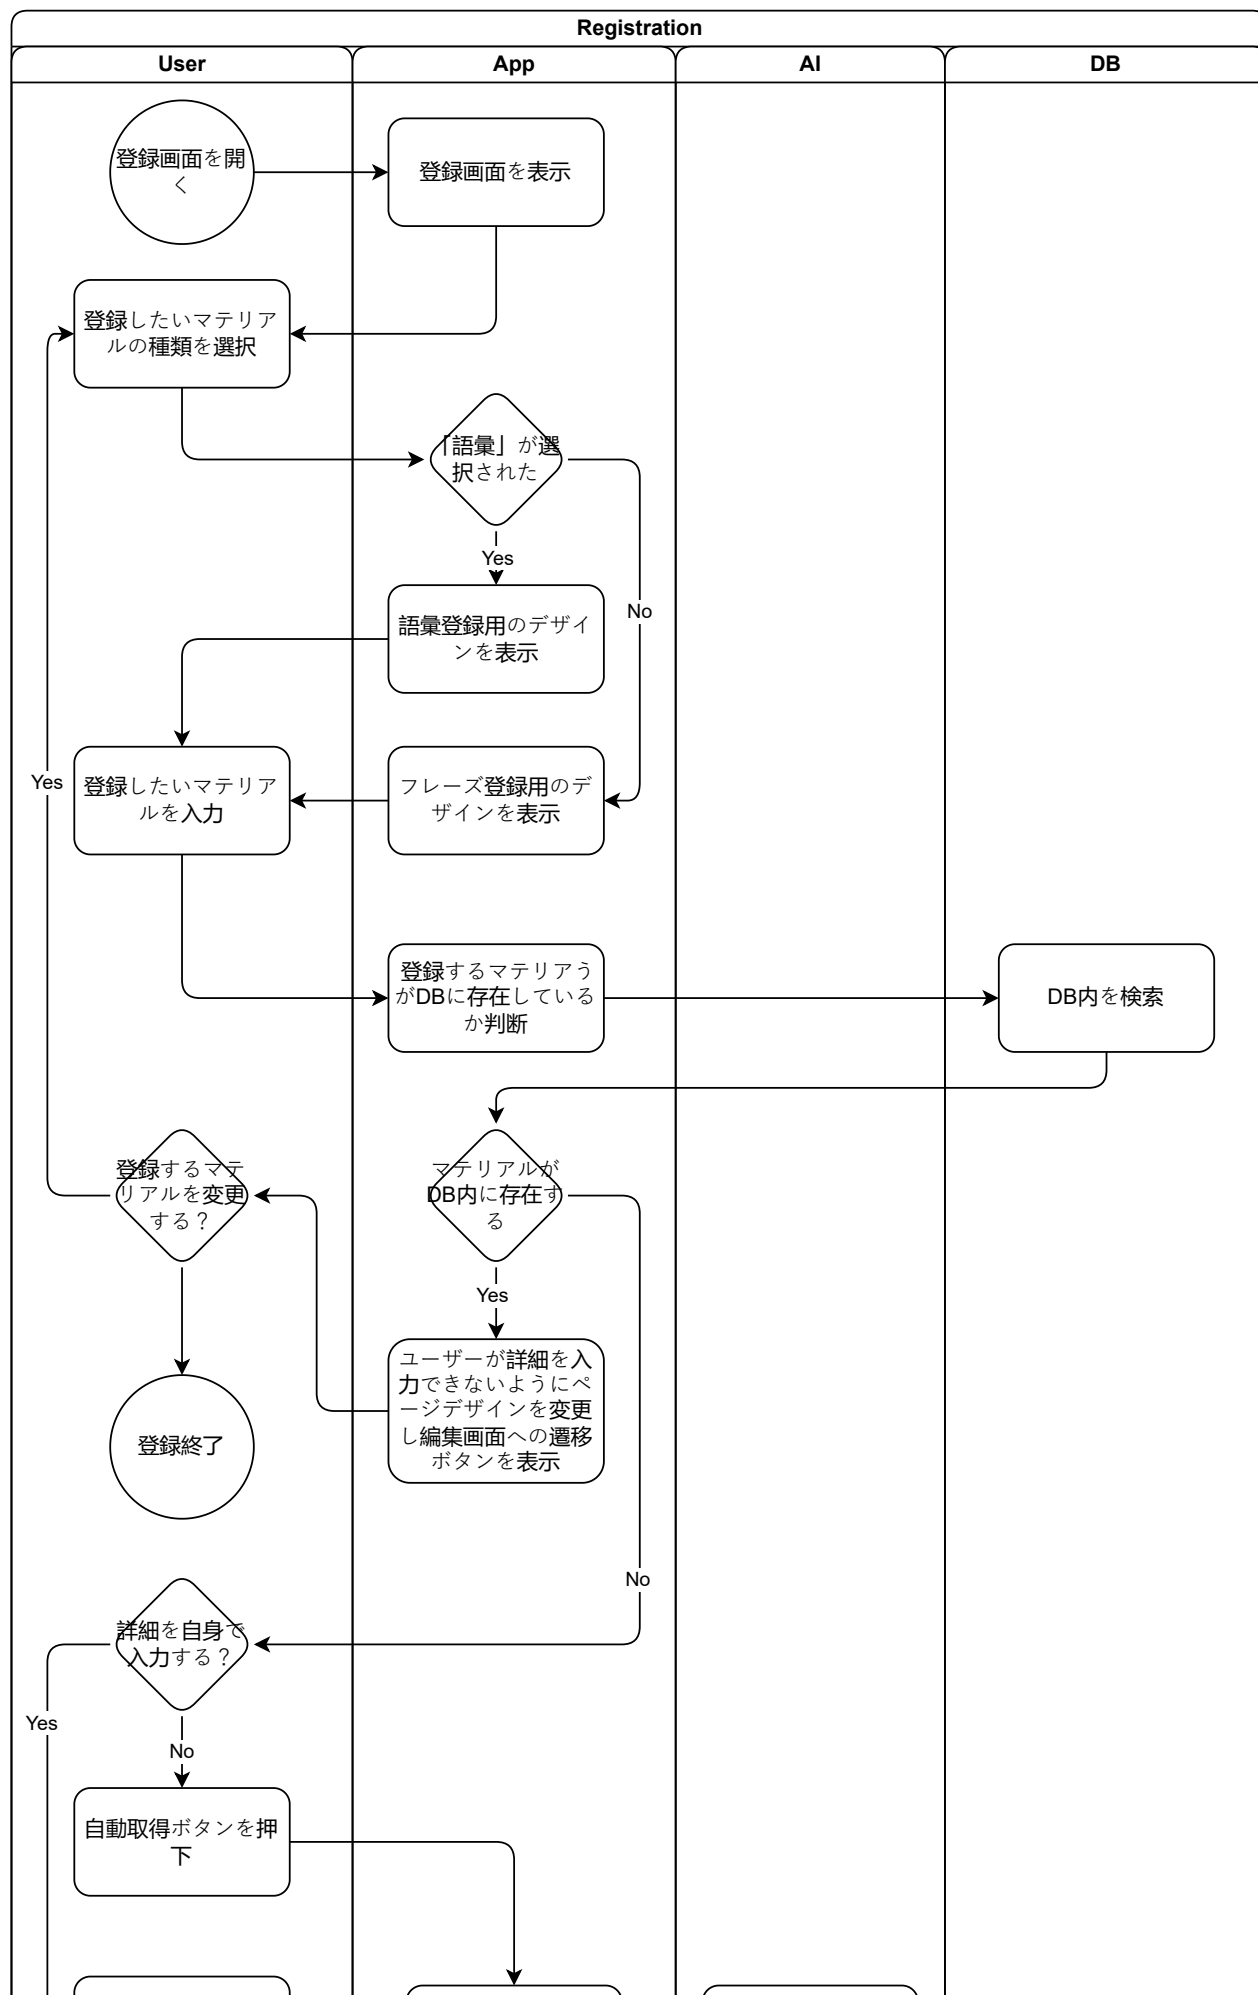 Registration
User
App
AI
DB
登録画面を開
く
登録画面を表示
登録したいマテリア
ルの種類を選択
「語彙」が選
択された
Yes
No
語彙登録用のデザイ
ンを表示
Yes
登録したいマテリア
ルを入力
フレーズ登録用のデ
ザインを表示
登録するマテリアう
がDBに存在している
か判断
DB内を検索
登録するマテ
リアルを変更
する？
マテリアルが
DB内に存在す
る
Yes
ユーザーが詳細を入
力できないようにペ
ージデザインを変更
し編集画面への遷移
ボタンを表示
登録終了
No
詳細を自身で
入力する？
Yes
No
自動取得ボタンを押
下